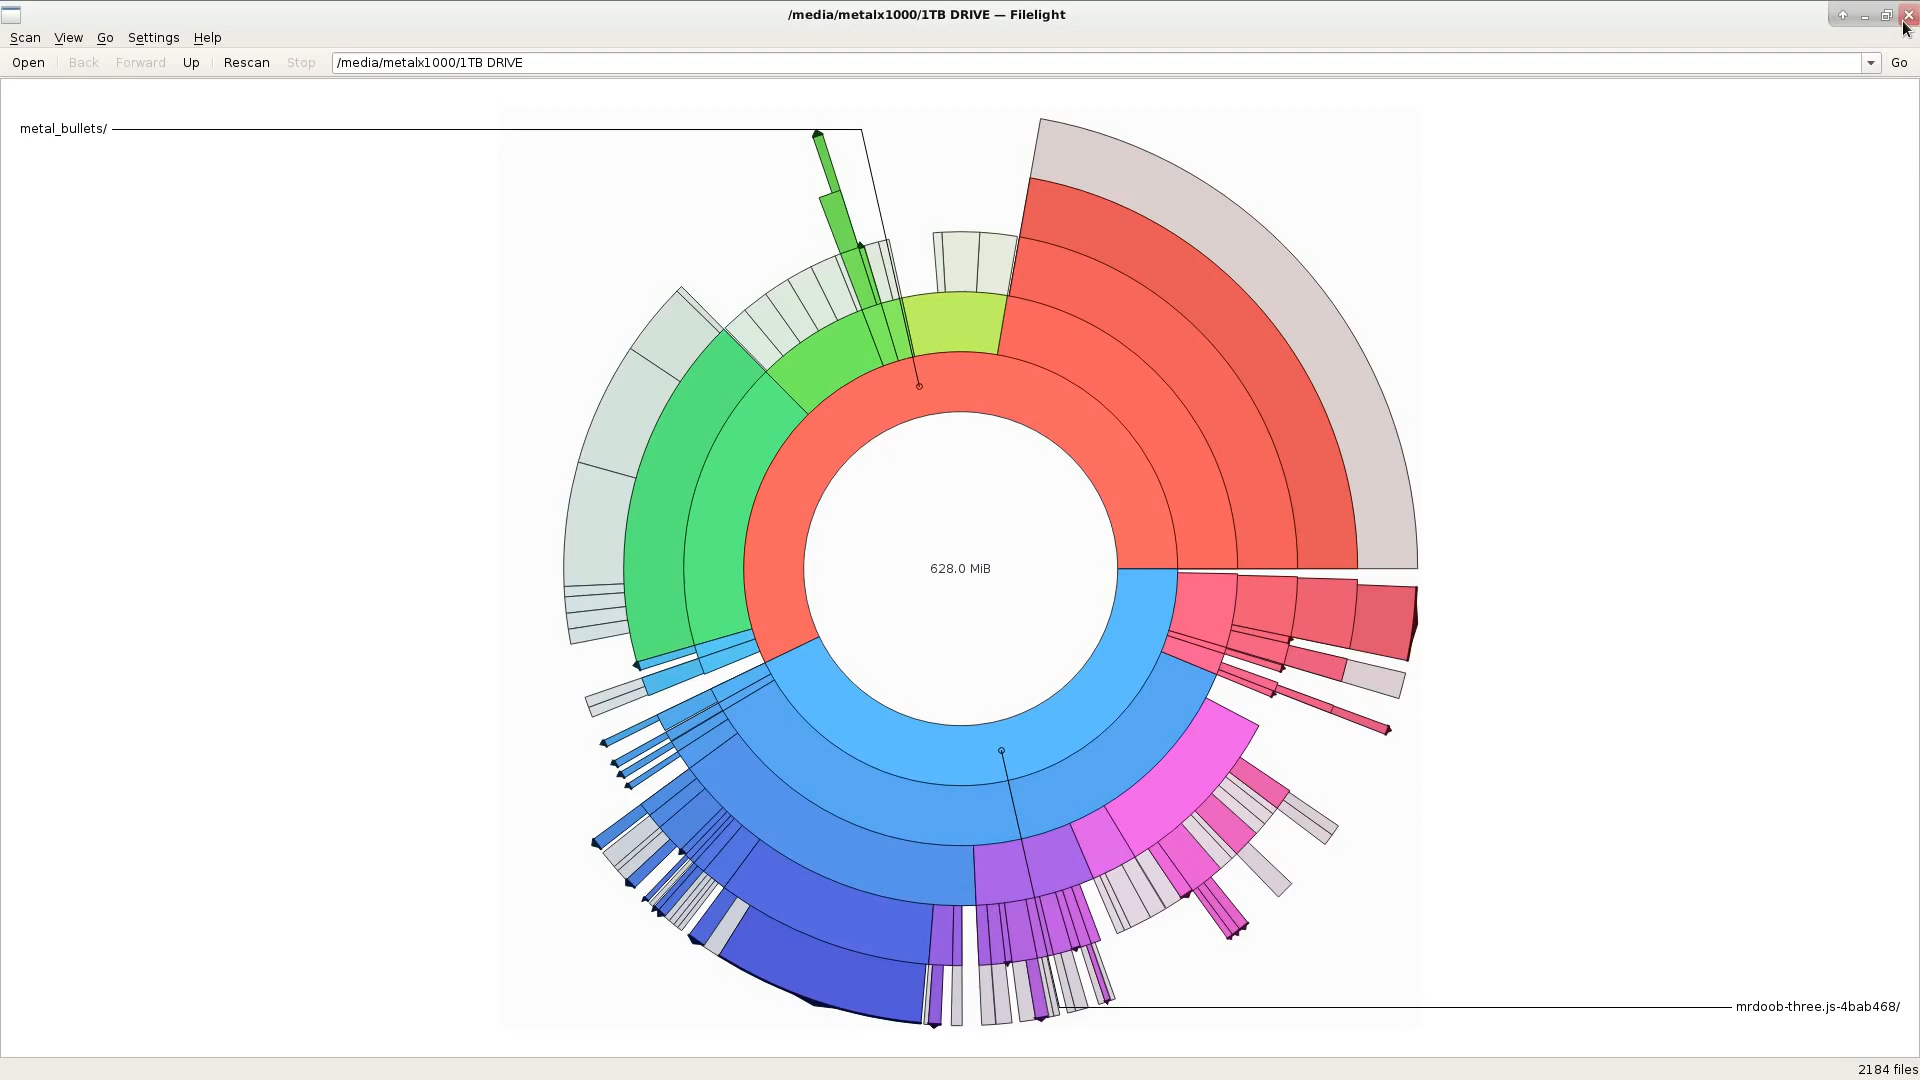 /media/metalx1000/1TB DRIVE — Filelight
Scan View Go Settings Help
Open Back Forward Up Rescan Stop /media/metalx1000/1TB DRIVE Go
metal_bullets/
628.0 MiB
mrdoob-three.js-4bab468/
2184 files